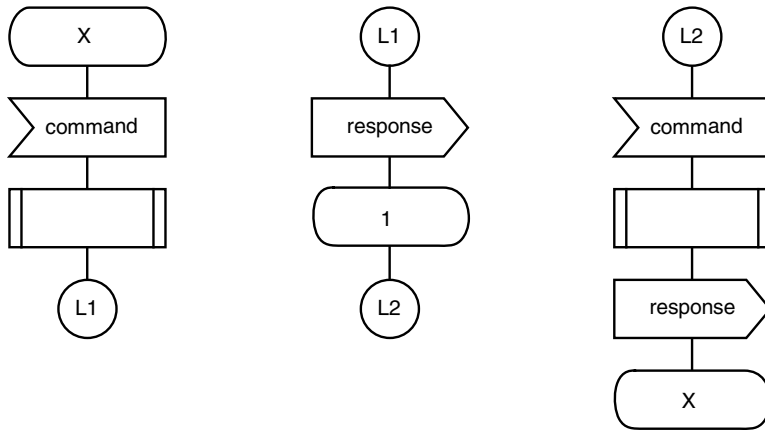 X
command
L1
L1
response
1
L2
L2
command
response
X